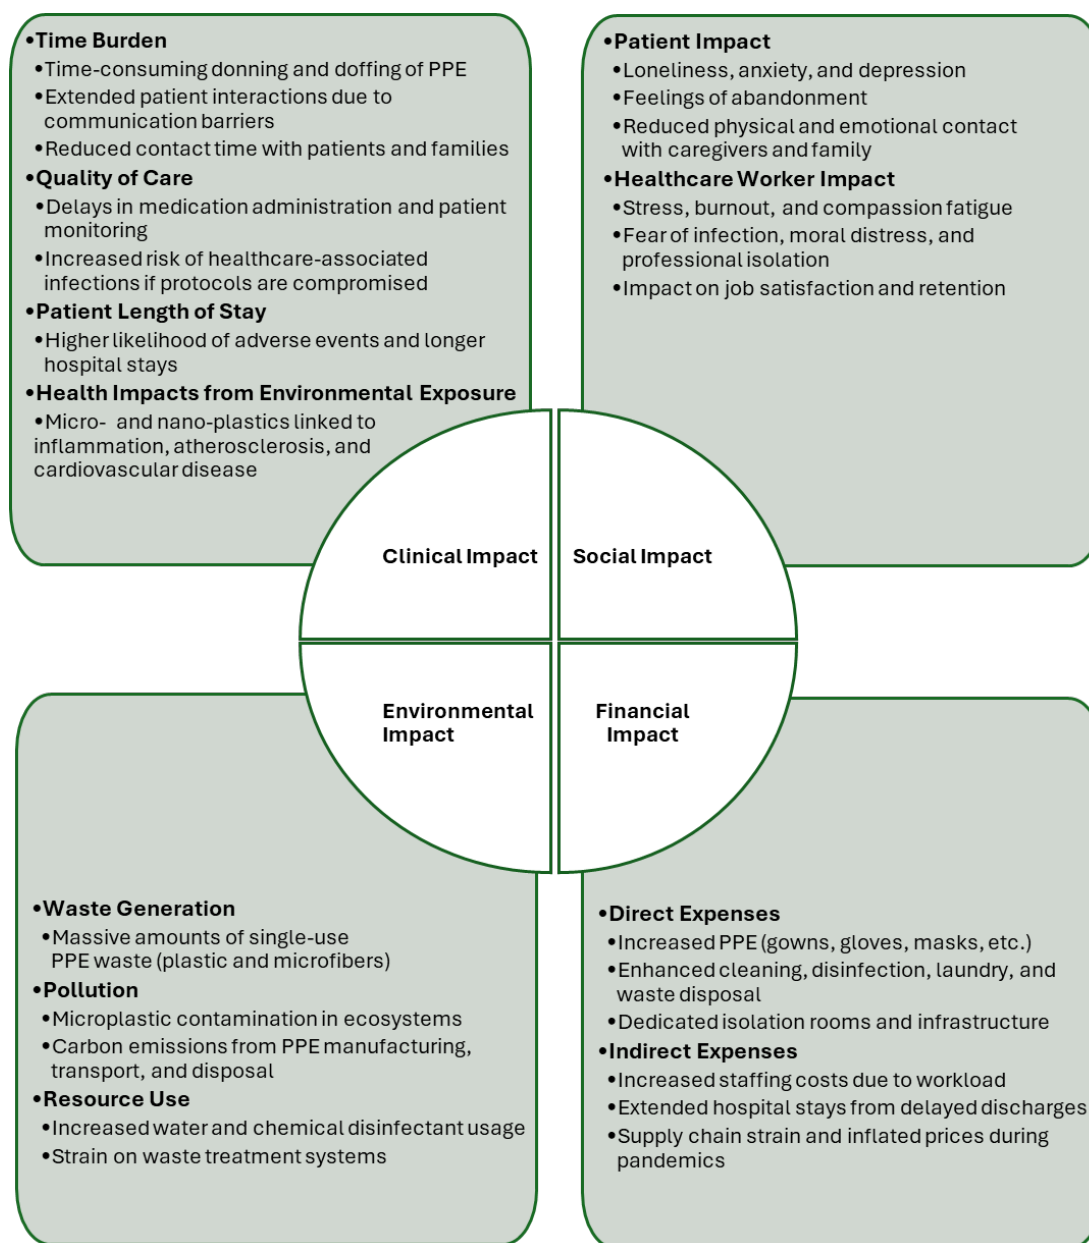 •Time Burden
•Time-consuming donning and doffing of PPE
•Extended patient interactions due to
communication barriers
•Reduced contact time with patients and families
•Quality of Care
•Delays in medication administration and patient
monitoring
•Increased risk of healthcare-associated
infections if protocols are compromised
•Patient Length of Stay
•Higher likelihood of adverse events and longer
hospital stays
•Health Impacts from Environmental Exposure
•Micro- and nano-plastics linked to
inflammation, atherosclerosis, and
cardiovascular disease
•Patient Impact
•Loneliness, anxiety, and depression
•Feelings of abandonment
•Reduced physical and emotional contact
with caregivers and family
•Healthcare Worker Impact
•Stress, burnout, and compassion fatigue
•Fear of infection, moral distress, and
professional isolation
•Impact on job satisfaction and retention
Clinical Impact
Social Impact
Environmental
Impact
Financial
Impact
•Waste Generation
•Massive amounts of single-use
PPE waste (plastic and microfibers)
•Pollution
•Microplastic contamination in ecosystems
•Carbon emissions from PPE manufacturing,
transport, and disposal
•Resource Use
•Increased water and chemical disinfectant usage
•Strain on waste treatment systems
•Direct Expenses
•Increased PPE (gowns, gloves, masks, etc.)
•Enhanced cleaning, disinfection, laundry, and
waste disposal
•Dedicated isolation rooms and infrastructure
•Indirect Expenses
•Increased staffing costs due to workload
•Extended hospital stays from delayed discharges
•Supply chain strain and inflated prices during
pandemics